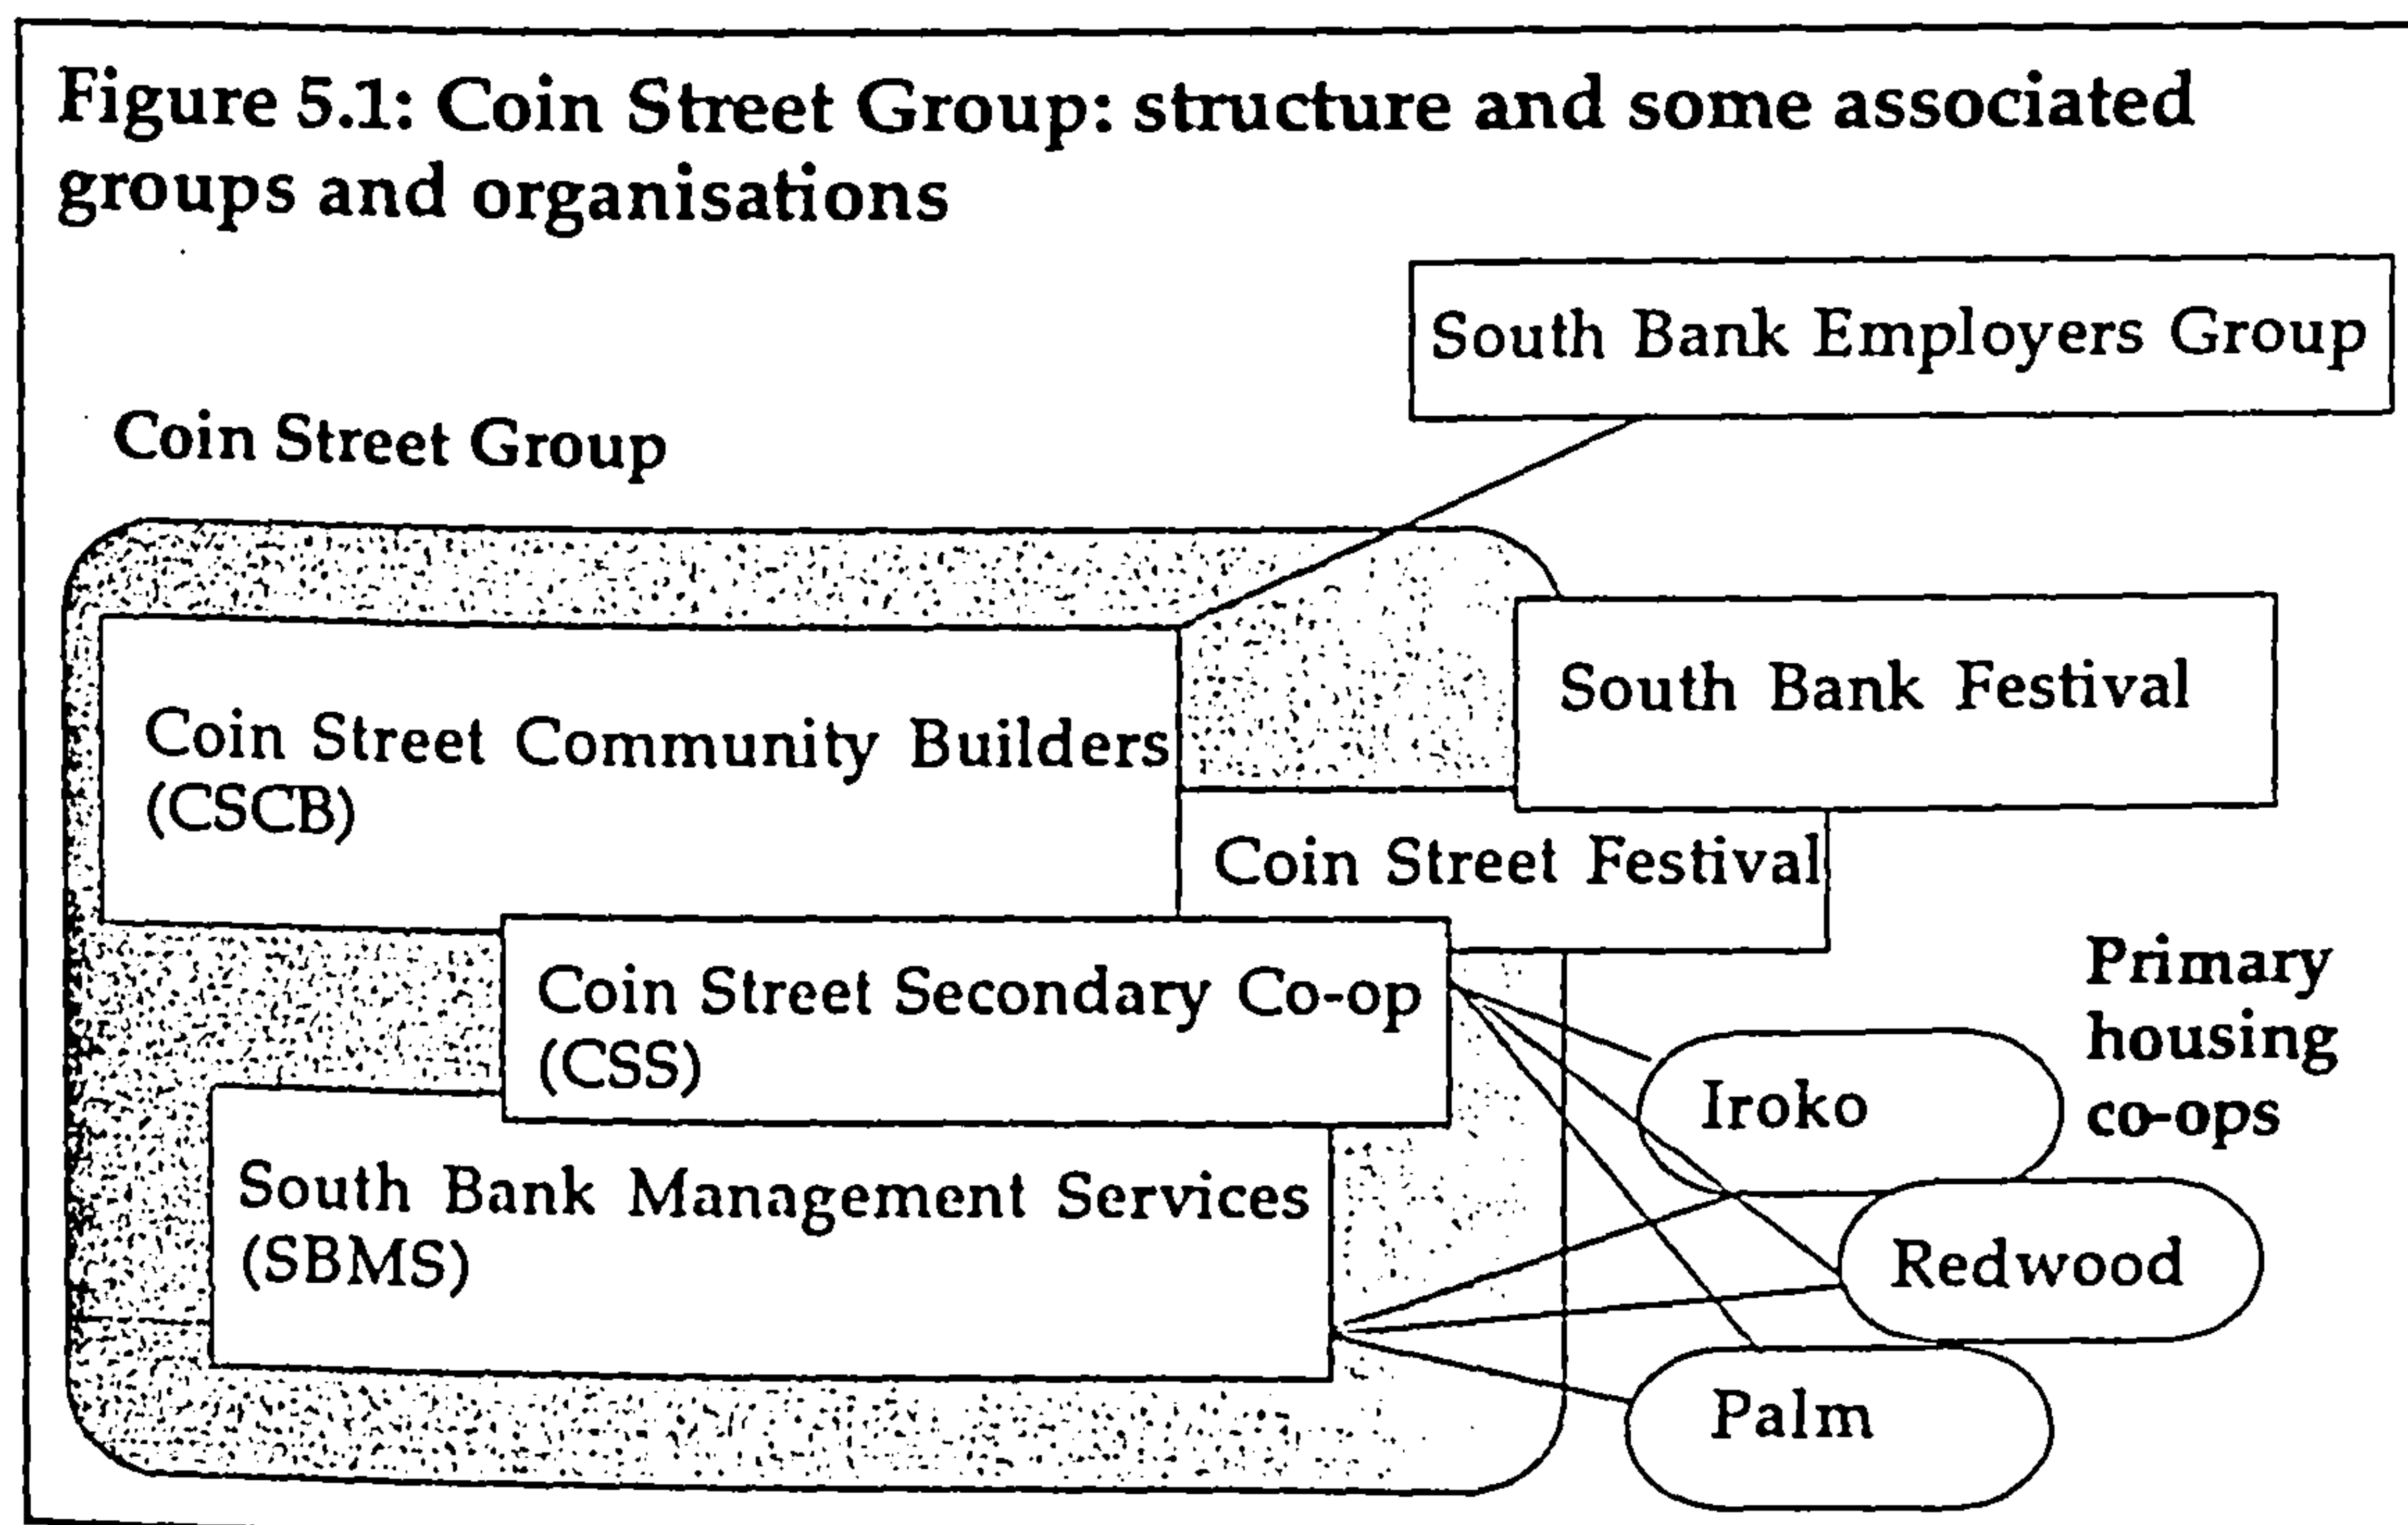 Figure 5.1: Coin Street Group: structure and some associated
groups and organisations
South Bank Employers Group
Coin Street Group
South Bank Festival
Coin Street Community Builders
(CSCB)
Coin Street Festival
Primary
housing
co-ops
Coin Street Secondary Co-op
(CSS)
Iroko
South Bank Management Services
(SBMS)
Redwood
Palm